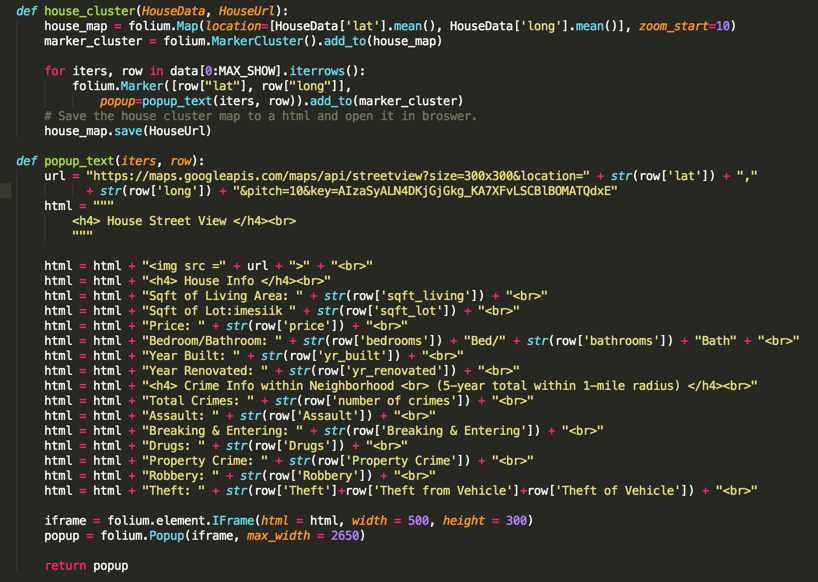 def house_cluster(HouseData, HouseUrl):
    house_map = folium.Map(location=[HouseData['lat'].mean(), HouseData['long'].mean()], zoom_start=10)
    marker_cluster = folium.MarkerCluster().add_to(house_map)

    for iters, row in data[0:MAX_SHOW].iterrows():
        folium.Marker([row["lat"], row["long"]],
            popup=popup_text(iters, row)).add_to(marker_cluster)
    # Save the house cluster map to a html and open it in broswer.
    house_map.save(HouseUrl)

def popup_text(iters, row):
    url = "https://maps.googleapis.com/maps/api/streetview?size=300x300&location=" + str(row['lat']) + ","
          + str(row['long']) + "&pitch=10&key=AIzaSyALN4DKjGjGkg_KA7XFvLSCBlBOMATQdxE"
    html = """
        <h4> House Street View </h4><br>
        """

    html = html + "<img src =" + url + ">" + "<br>"
    html = html + "<h4> House Info </h4><br>"
    html = html + "Sqft of Living Area: " + str(row['sqft_living']) + "<br>"
    html = html + "Sqft of Lot:imesiik " + str(row['sqft_lot']) + "<br>"
    html = html + "Price: " + str(row['price']) + "<br>"
    html = html + "Bedroom/Bathroom: " + str(row['bedrooms']) + "Bed/" + str(row['bathrooms']) + "Bath" + "<br>"
    html = html + "Year Built: " + str(row['yr_built']) + "<br>"
    html = html + "Year Renovated: " + str(row['yr_renovated']) + "<br>"
    html = html + "<h4> Crime Info within Neighborhood <br> (5-year total within 1-mile radius) </h4><br>"
    html = html + "Total Crimes: " + str(row['number of crimes']) + "<br>"
    html = html + "Assault: " + str(row['Assault']) + "<br>"
    html = html + "Breaking & Entering: " + str(row['Breaking & Entering']) + "<br>"
    html = html + "Drugs: " + str(row['Drugs']) + "<br>"
    html = html + "Property Crime: " + str(row['Property Crime']) + "<br>"
    html = html + "Robbery: " + str(row['Robbery']) + "<br>"
    html = html + "Theft: " + str(row['Theft']+row['Theft from Vehicle']+row['Theft of Vehicle']) + "<br>"

    iframe = folium.element.IFrame(html = html, width = 500, height = 300)
    popup = folium.Popup(iframe, max_width = 2650)

    return popup